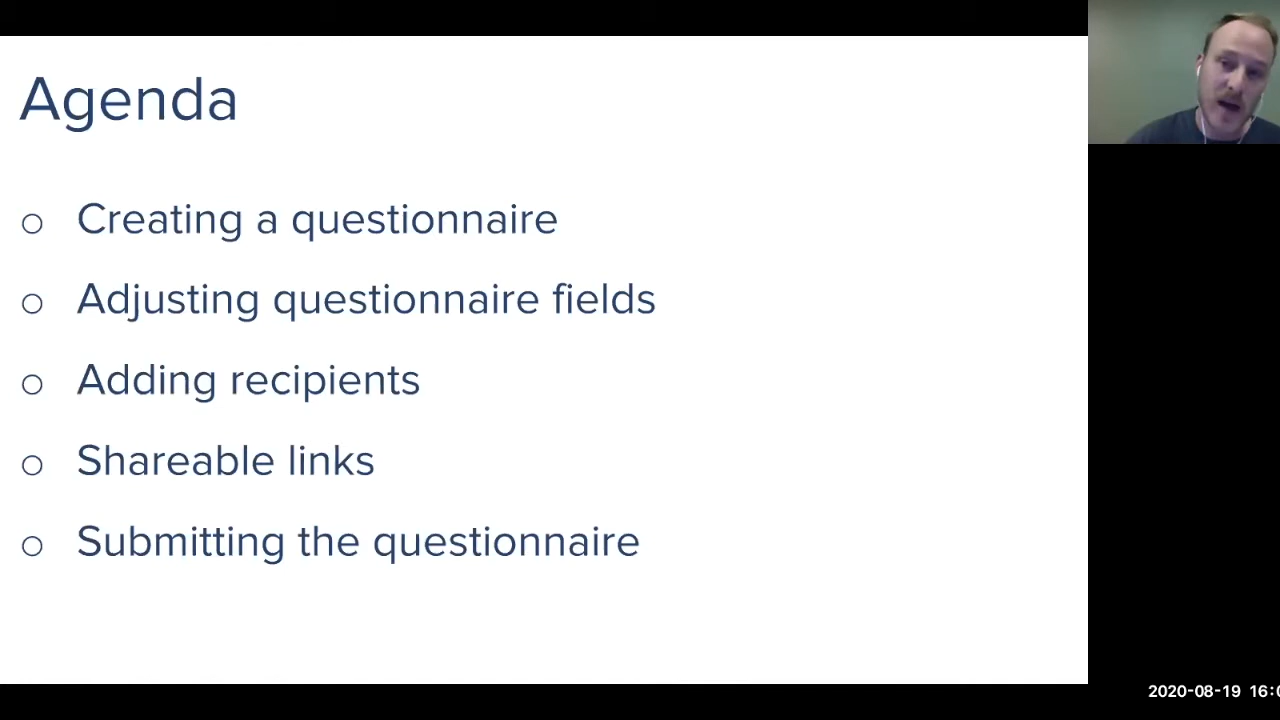 Agenda
Creating a questionnaire
Adjusting questionnaire fields
Adding recipients
Shareable links
Submitting the questionnaire
2020-08-19 16:0